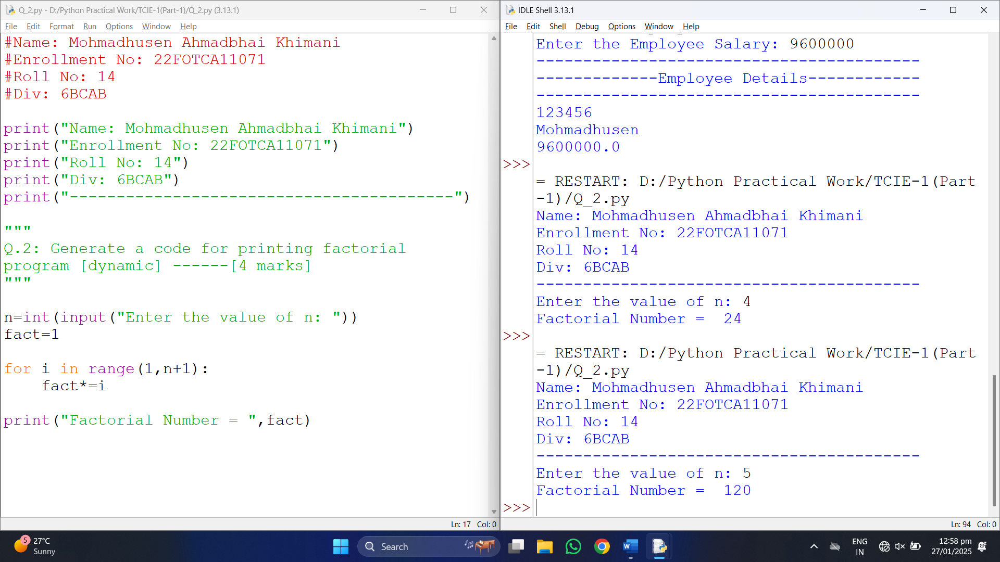 Q_2.py - D:/Python Practical Work/TCIE-1(Part-1)/Q_2.py (3.13.1)
File Edit Format Run Options Window Help
#Name: Mohmadhusen Ahmadbhai Khimani
#Enrollment No: 22FOTCA11071
#Roll No: 14
#Div: 6BCAB
print("Name: Mohmadhusen Ahmadbhai Khimani")
print("Enrollment No: 22FOTCA11071")
print("Roll No: 14")
print("Div: 6BCAB")
print("-----------------------------------------")
"""
Q.2: Generate a code for printing factorial
program [dynamic] ------[4 marks]
"""
n=int(input("Enter the value of n: "))
fact=1
for i in range(1,n+1):
    fact*=i
print("Factorial Number = ",fact)
Ln: 17 Col: 0
IDLE Shell 3.13.1
File Edit Shell Debug Options Window Help
Enter the Employee Salary: 9600000
-----------------------------------------
-------------Employee Details------------
-----------------------------------------
123456
Mohmadhusen
9600000.0
>>>
= RESTART: D:/Python Practical Work/TCIE-1(Part
-1)/Q_2.py
Name: Mohmadhusen Ahmadbhai Khimani
Enrollment No: 22FOTCA11071
Roll No: 14
Div: 6BCAB
-----------------------------------------
Enter the value of n: 4
Factorial Number =  24
>>>
= RESTART: D:/Python Practical Work/TCIE-1(Part
-1)/Q_2.py
Name: Mohmadhusen Ahmadbhai Khimani
Enrollment No: 22FOTCA11071
Roll No: 14
Div: 6BCAB
-----------------------------------------
Enter the value of n: 5
Factorial Number =  120
>>>
Ln: 94 Col: 0
5
27°C
Sunny
Search
ENG
IN
12:58 pm
27/01/2025